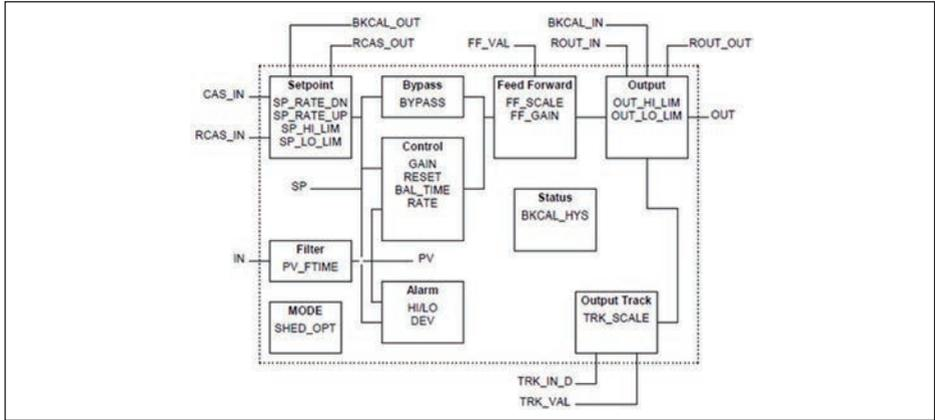 BKCAL_OUT
RCAS_OUT
FF_VAL
BKCAL_IN
ROUT_IN
ROUT_OUT
CAS_IN
RCAS_IN
Setpoint
SP_RATE_DN
SP_RATE_UP
SP_HI_LIM
SP_LO_LIM
Bypass
BYPASS
Feed Forward
FF_SCALE
FF_GAIN
Output
OUT_HI_LIM
OUT_LO_LIM
OUT
Control
GAIN
RESET
BAL_TIME
RATE
SP
Status
BKCAL_HYS
IN
Filter
PV_FTIME
PV
Alarm
HI/LO
DEV
MODE
SHED_OPT
Output Track
TRK_SCALE
TRK_IN_D
TRK_VAL